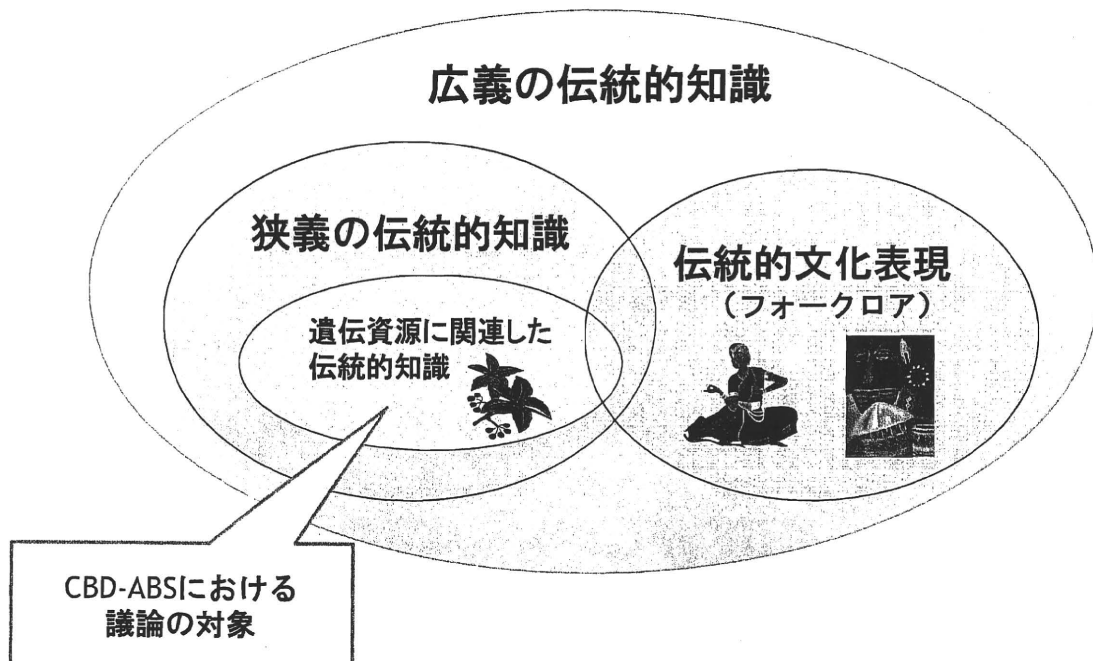 広義の伝統的知識
狭義の伝統的知識
伝統的文化表現
(フォークロア)
遺伝資源に関連した
伝統的知識
CBD-ABSにおける
議論の対象